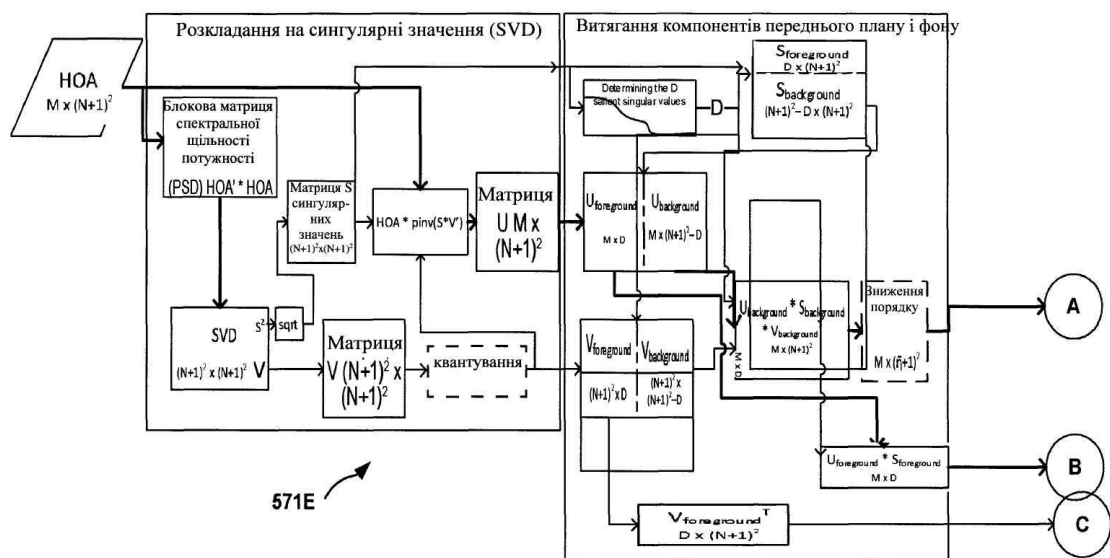 Розкладання на сингулярні значення (SVD)
HOA
M x (N+1)²
Блокова матриця
спектральної
щільності
потужності
(PSD) HOA' * HOA
Матриця S
сингуляр-
них
значень
(N+1)²x(N+1)²
HOA * pinv(S*V')
Матриця
U M x
(N+1)²
SVD
S²
sqrt
(N+1)² x (N+1)² V
Матриця
V (N+1)² x
(N+1)²
квантування
571E
Витягання компонентів переднього плану і фону
Determining the D
salient singular values
D
Sforeground
D x (N+1)²
Sbackground
(N+1)²– D x (N+1)²
Uforeground
M x D
Ubackground
M x (N+1)²– D
Ubackground * Sbackground
* Vbackground
M x (N+1)²
M x D
Зниження
порядку
M x (ñ+1)²
Vforeground
(N+1)² x D
Vbackground
(N+1)² x
(N+1)²–D
Uforeground * Sforeground
M x D
Vforeground T
D x (N+1)²
A
B
C